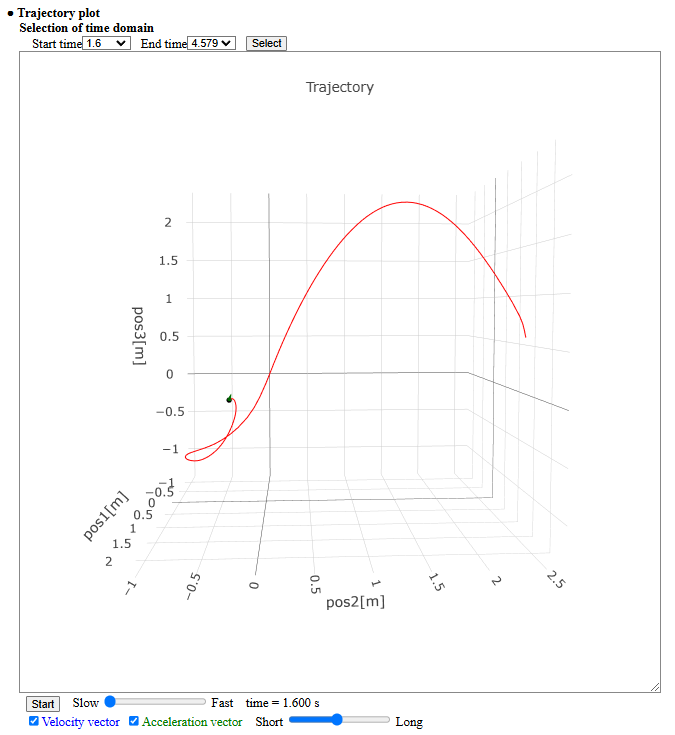 ● Trajectory plot
Selection of time domain
Start time 1.6 End time 4.579 Select
Trajectory
2
1.5
1
0.5
0
−0.5
−1
pos3[m]
−1
−0.5
0
0.5
1
1.5
2
pos1[m]
−1
−0.5
0
0.5
1
1.5
2
2.5
pos2[m]
Start Slow Fast time = 1.600 s
Velocity vector Acceleration vector Short Long